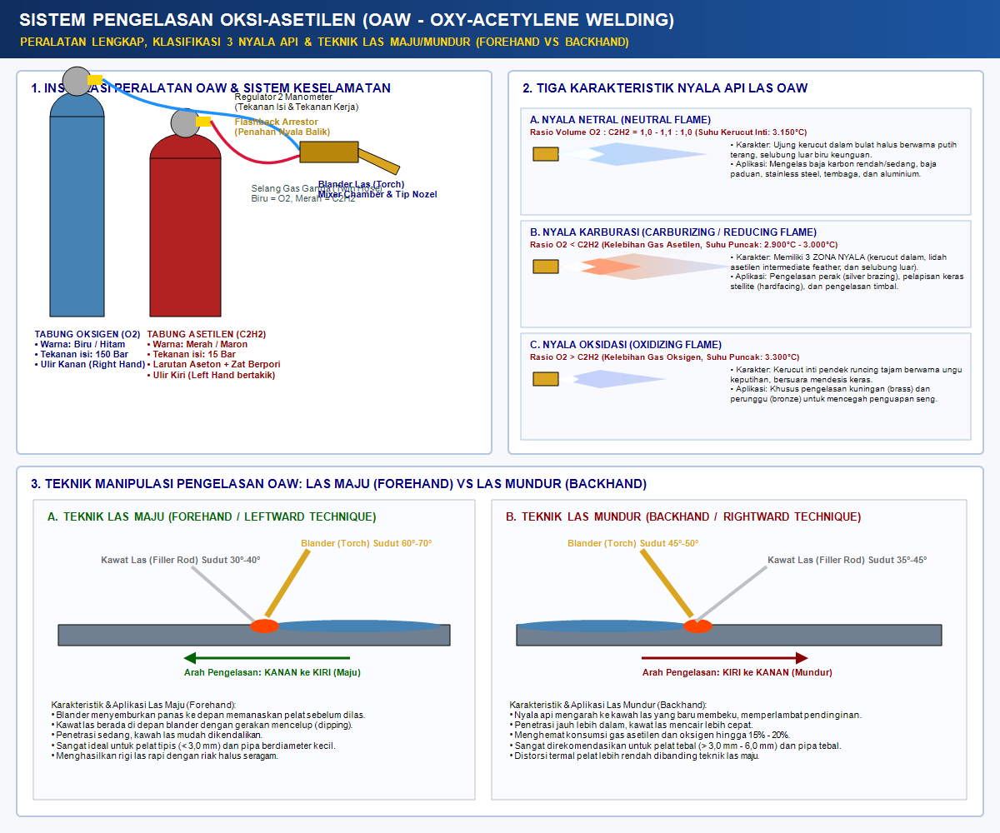 SISTEM PENGELASAN OKSI-ASETILEN (OAW - OXY-ACETYLENE WELDING)
PERALATAN LENGKAP, KLASIFIKASI 3 NYALA API & TEKNIK LAS MAJU/MUNDUR (FOREHAND VS BACKHAND)
1. INS ASI PERALATAN OAW & SISTEM KESELAMATAN
Regulator 2 Manometer
(Tekanan Isi & Tekanan Kerja)
Flashback Arrestor
(Penahan Nyala Balik)
Selang Gas Ganda (Twin Hose)
Biru = O2, Merah = C2H2
Blander Las (Torch)
Mixer Chamber & Tip Nozel
TABUNG OKSIGEN (O2)
• Warna: Biru / Hitam
• Tekanan isi: 150 Bar
• Ulir Kanan (Right Hand)
TABUNG ASETILEN (C2H2)
• Warna: Merah / Maron
• Tekanan isi: 15 Bar
• Larutan Aseton + Zat Berpori
• Ulir Kiri (Left Hand bertakik)
2. TIGA KARAKTERISTIK NYALA API LAS OAW
A. NYALA NETRAL (NEUTRAL FLAME)
Rasio Volume O2 : C2H2 = 1,0 - 1,1 : 1,0 (Suhu Kerucut Inti: 3.150°C)
• Karakter: Ujung kerucut dalam bulat halus berwarna putih
terang, selubung luar biru keunguan.
• Aplikasi: Mengelas baja karbon rendah/sedang, baja
paduan, stainless steel, tembaga, dan aluminium.
B. NYALA KARBURASI (CARBURIZING / REDUCING FLAME)
Rasio O2 < C2H2 (Kelebihan Gas Asetilen, Suhu Puncak: 2.900°C - 3.000°C)
• Karakter: Memiliki 3 ZONA NYALA (kerucut dalam, lidah
asetilen intermediate feather, dan selubung luar).
• Aplikasi: Pengelasan perak (silver brazing), pelapisan keras
stellite (hardfacing), dan pengelasan timbal.
C. NYALA OKSIDASI (OXIDIZING FLAME)
Rasio O2 > C2H2 (Kelebihan Gas Oksigen, Suhu Puncak: 3.300°C)
• Karakter: Kerucut inti pendek runcing tajam berwarna ungu
keputihan, bersuara mendesis keras.
• Aplikasi: Khusus pengelasan kuningan (brass) dan
perunggu (bronze) untuk mencegah penguapan seng.
3. TEKNIK MANIPULASI PENGELASAN OAW: LAS MAJU (FOREHAND) VS LAS MUNDUR (BACKHAND)
A. TEKNIK LAS MAJU (FOREHAND / LEFTWARD TECHNIQUE)
Blander (Torch) Sudut 60°-70°
Kawat Las (Filler Rod) Sudut 30°-40°
Arah Pengelasan: KANAN ke KIRI (Maju)
Karakteristik & Aplikasi Las Maju (Forehand):
• Blander menyemburkan panas ke depan memanaskan pelat sebelum dilas.
• Kawat las berada di depan blander dengan gerakan mencelup (dipping).
• Penetrasi sedang, kawah las mudah dikendalikan.
• Sangat ideal untuk pelat tipis (< 3,0 mm) dan pipa berdiameter kecil.
• Menghasilkan rigi las rapi dengan riak halus seragam.
B. TEKNIK LAS MUNDUR (BACKHAND / RIGHTWARD TECHNIQUE)
Blander (Torch) Sudut 45°-50°
Kawat Las (Filler Rod) Sudut 35°-45°
Arah Pengelasan: KIRI ke KANAN (Mundur)
Karakteristik & Aplikasi Las Mundur (Backhand):
• Nyala api mengarah ke kawah las yang baru membeku, memperlambat pendinginan.
• Penetrasi jauh lebih dalam, kawat las mencair lebih cepat.
• Menghemat konsumsi gas asetilen dan oksigen hingga 15% - 20%.
• Sangat direkomendasikan untuk pelat tebal (> 3,0 mm - 6,0 mm) dan pipa tebal.
• Distorsi termal pelat lebih rendah dibanding teknik las maju.